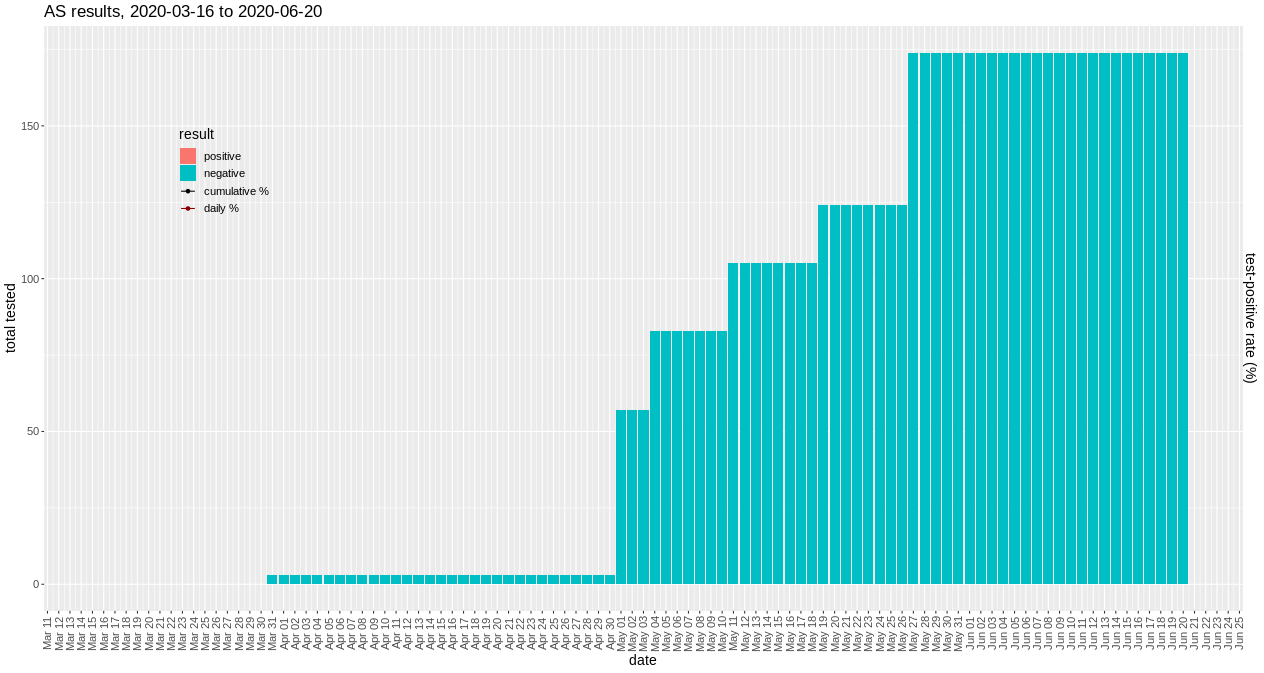 AS results, 2020-03-16 to 2020-06-20
total tested
150
100
50
0
result
positive
negative
cumulative %
daily %
test-positive rate (%)
Mar 11
Mar 12
Mar 13
Mar 14
Mar 15
Mar 16
Mar 17
Mar 18
Mar 19
Mar 20
Mar 21
Mar 22
Mar 23
Mar 24
Mar 25
Mar 26
Mar 27
Mar 28
Mar 29
Mar 30
Mar 31
Apr 01
Apr 02
Apr 03
Apr 04
Apr 05
Apr 06
Apr 07
Apr 08
Apr 09
Apr 10
Apr 11
Apr 12
Apr 13
Apr 14
Apr 15
Apr 16
Apr 17
Apr 18
Apr 19
Apr 20
Apr 21
Apr 22
Apr 23
Apr 24
Apr 25
Apr 26
Apr 27
Apr 28
Apr 29
Apr 30
May 01
May 02
May 03
May 04
May 05
May 06
May 07
May 08
May 09
May 10
May 11
May 12
May 13
May 14
May 15
May 16
May 17
May 18
May 19
May 20
May 21
May 22
May 23
May 24
May 25
May 26
May 27
May 28
May 29
May 30
May 31
Jun 01
Jun 02
Jun 03
Jun 04
Jun 05
Jun 06
Jun 07
Jun 08
Jun 09
Jun 10
Jun 11
Jun 12
Jun 13
Jun 14
Jun 15
Jun 16
Jun 17
Jun 18
Jun 19
Jun 20
Jun 21
Jun 22
Jun 23
Jun 24
Jun 25
date